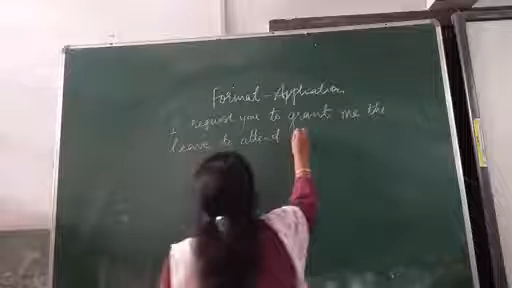 Format - Application
I request you to grant me the
leave to attend